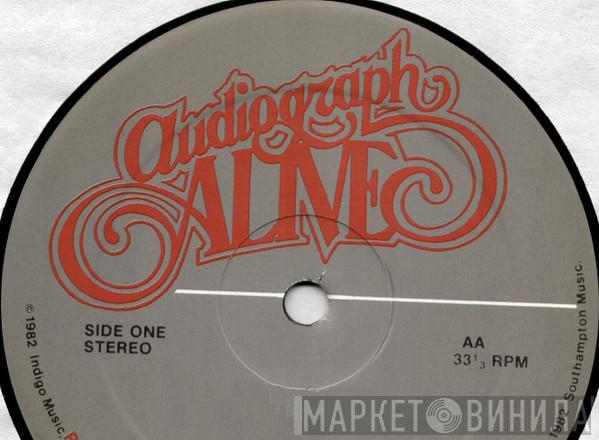 audiograph
ALIVE
SIDE ONE
STEREO
AA
33⅓ RPM
©1982 Indigo Music,
1982 Southampton Music.
МАРКЕТ ВИНИЛА